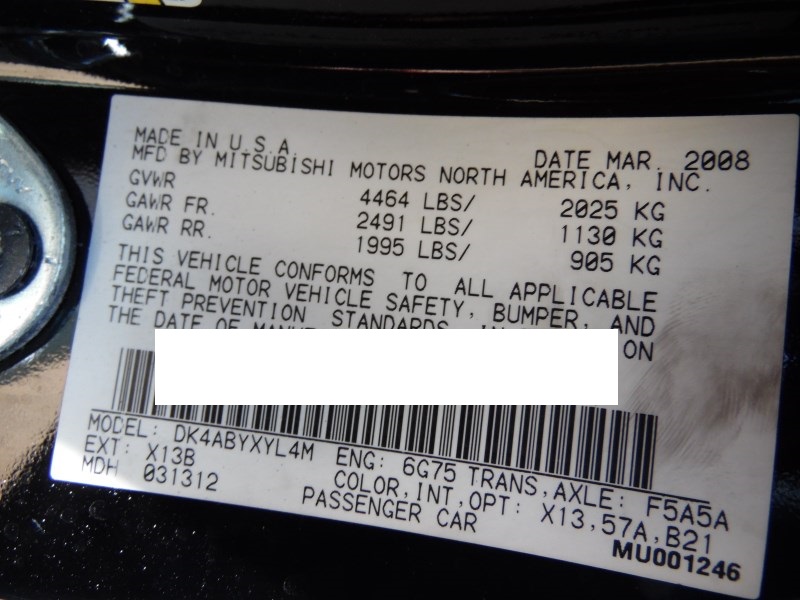 MADE IN U.S.A DATE MAR. 2008
MFD BY MITSUBISHI MOTORS NORTH AMERICA, INC.
GVWR 4464 LBS/ 2025 KG
GAWR FR. 2491 LBS/ 1130 KG
GAWR RR. 1995 LBS/ 905 KG
THIS VEHICLE CONFORMS TO ALL APPLICABLE
FEDERAL MOTOR VEHICLE SAFETY, BUMPER, AND
THEFT PREVENTION STANDARDS
THE DATE OF ON
MODEL: DK4ABYXYL4M ENG: 6G75 TRANS,AXLE: F5A5A
EXT: X13B COLOR,INT,OPT: X13,57A,B21
MDH 031312 PASSENGER CAR
MU001246